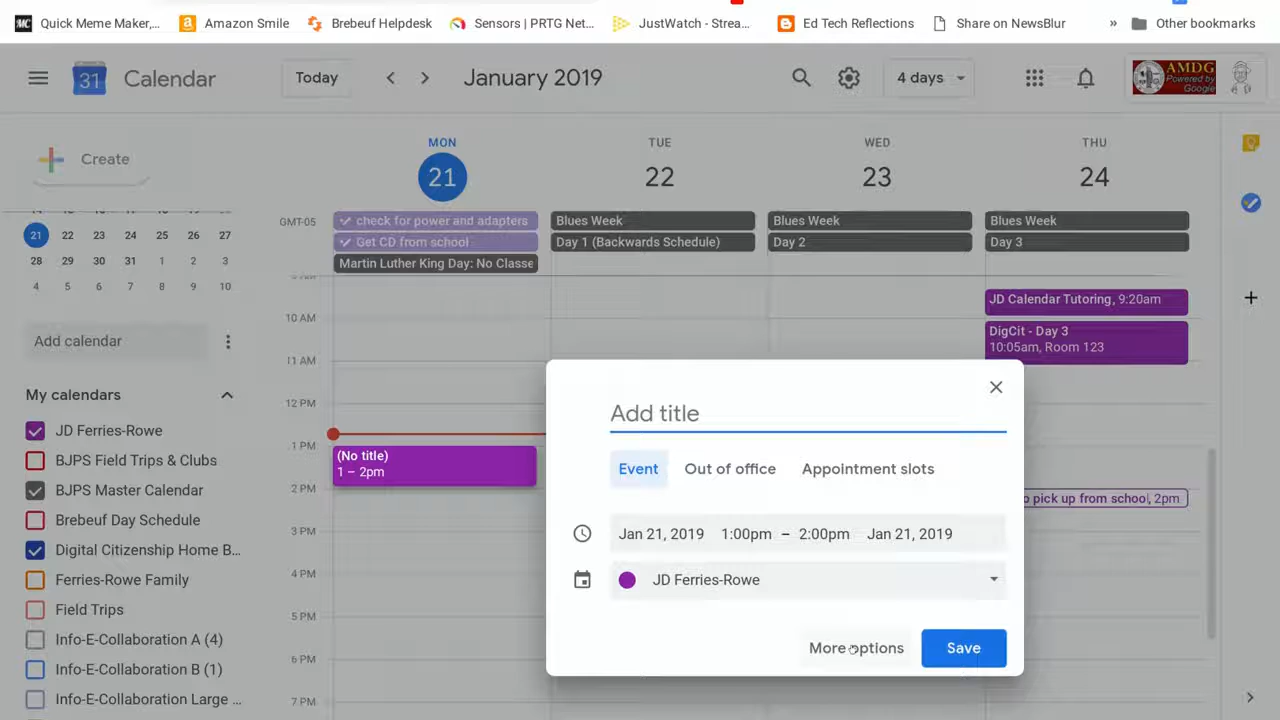 Quick Meme Maker,... Amazon Smile Brebeuf Helpdesk Sensors | PRTG Net... JustWatch - Strea... Ed Tech Reflections Share on NewsBlur » Other bookmarks
31 Calendar Today January 2019 4 days
AMDG
Powered by
Google
Create
MON TUE WED THU
21 22 23 24
GMT-05
check for power and adapters Blues Week Blues Week Blues Week
Get CD from school Day 1 (Backwards Schedule) Day 2 Day 3
Martin Luther King Day: No Classe
21 22 23 24 25 26 27
28 29 30 31 1 2 3
4 5 6 7 8 9 10
Add calendar
My calendars
JD Ferries-Rowe
BJPS Field Trips & Clubs
BJPS Master Calendar
Brebeuf Day Schedule
Digital Citizenship Home B...
Ferries-Rowe Family
Field Trips
Info-E-Collaboration A (4)
Info-E-Collaboration B (1)
Info-E-Collaboration Large ...
10 AM
11 AM
12 PM
1 PM
2 PM
3 PM
4 PM
5 PM
6 PM
7 PM
JD Calendar Tutoring, 9:20am
DigCit - Day 3
10:05am, Room 123
(No title)
1 – 2pm
o pick up from school, 2pm
Add title
Event Out of office Appointment slots
Jan 21, 2019 1:00pm – 2:00pm Jan 21, 2019
JD Ferries-Rowe
More options Save